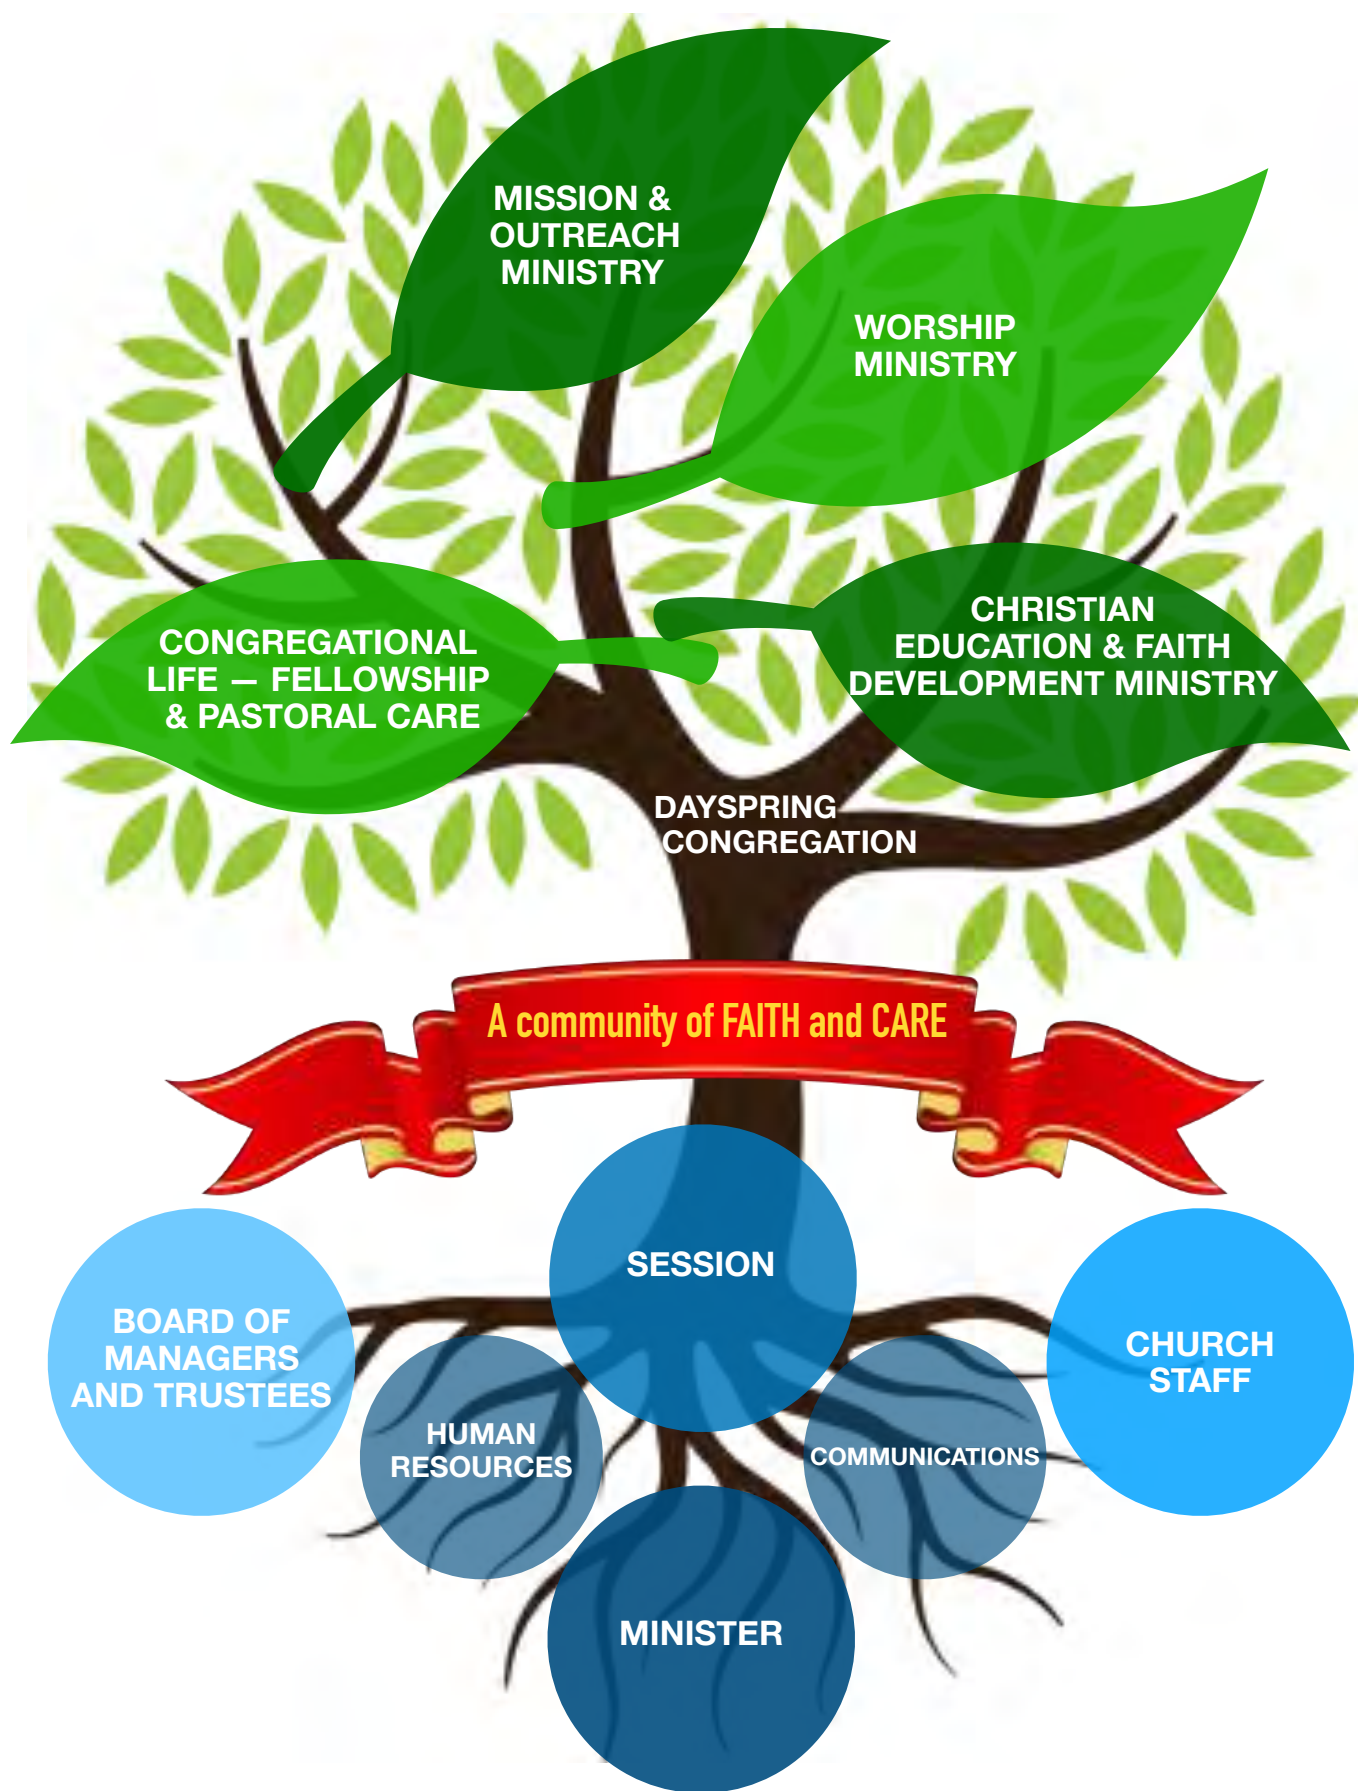 MISSION &
OUTREACH
MINISTRY
WORSHIP
MINISTRY
CONGREGATIONAL
LIFE — FELLOWSHIP
& PASTORAL CARE
CHRISTIAN
EDUCATION & FAITH
DEVELOPMENT MINISTRY
DAYSPRING
CONGREGATION
A community of FAITH and CARE
SESSION
BOARD OF
MANAGERS
AND TRUSTEES
CHURCH
STAFF
HUMAN
RESOURCES
COMMUNICATIONS
MINISTER